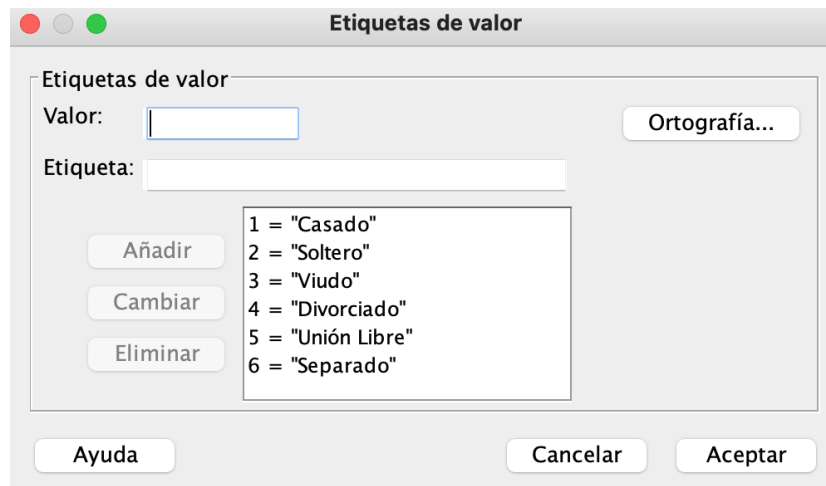 Etiquetas de valor
Etiquetas de valor
Valor:
Ortografía...
Etiqueta:
Añadir
Cambiar
Eliminar
1 = "Casado"
2 = "Soltero"
3 = "Viudo"
4 = "Divorciado"
5 = "Unión Libre"
6 = "Separado"
Ayuda
Cancelar
Aceptar